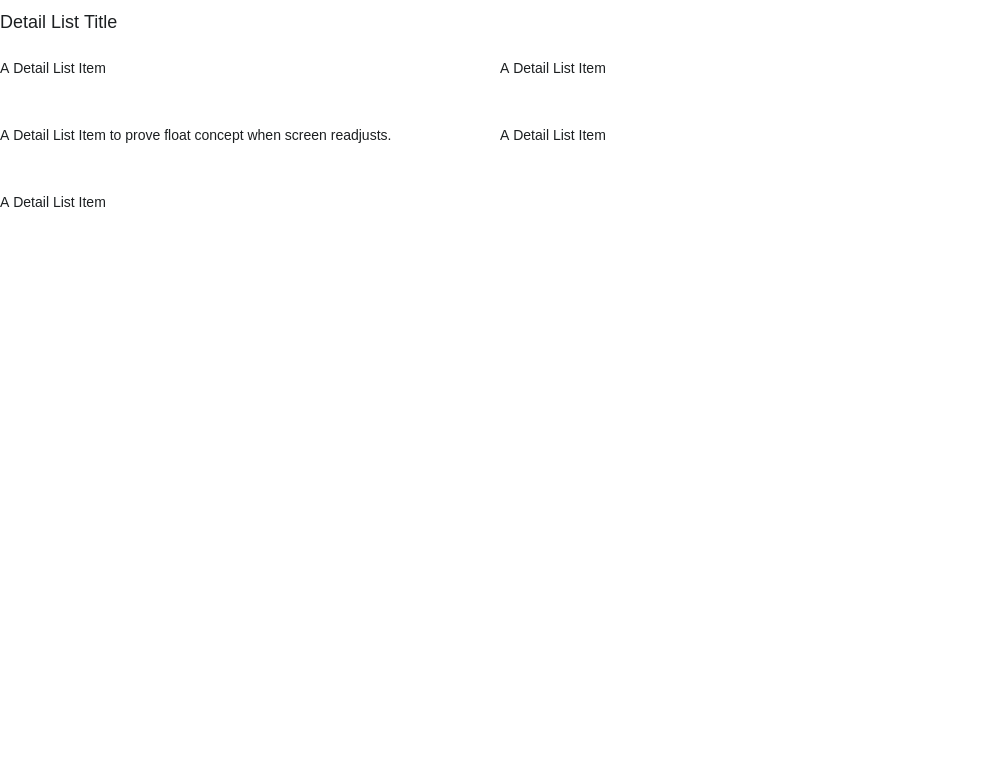 Detail List Title
A Detail List Item
A Detail List Item
A Detail List Item to prove float concept when screen readjusts.
A Detail List Item
A Detail List Item